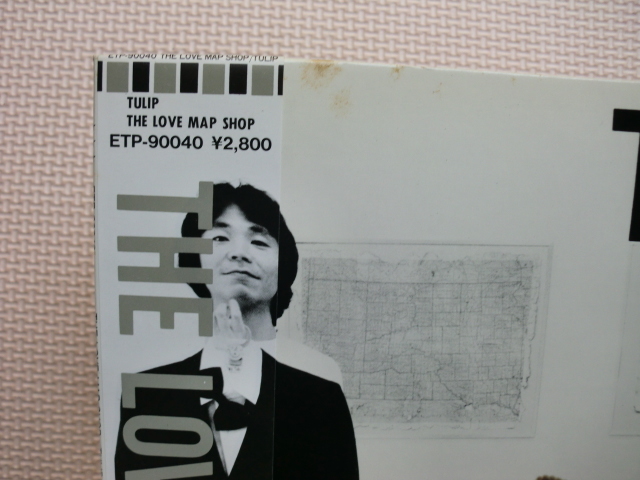 ETP-90040 THE LOVE MAP SHOP/TULIP
TULIP
THE LOVE MAP SHOP
ETP-90040 ¥2,800
THE LOV
T